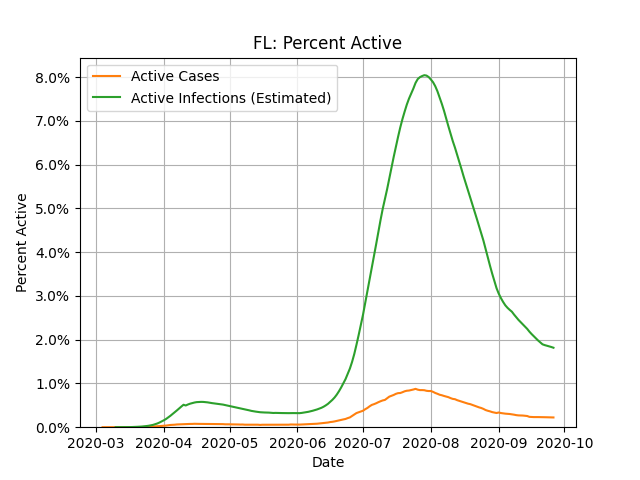 FL: Percent Active
Active Cases
Active Infections (Estimated)
8.0%
7.0%
6.0%
5.0%
4.0%
3.0%
2.0%
1.0%
0.0%
Percent Active
2020-03 2020-04 2020-05 2020-06 2020-07 2020-08 2020-09 2020-10
Date